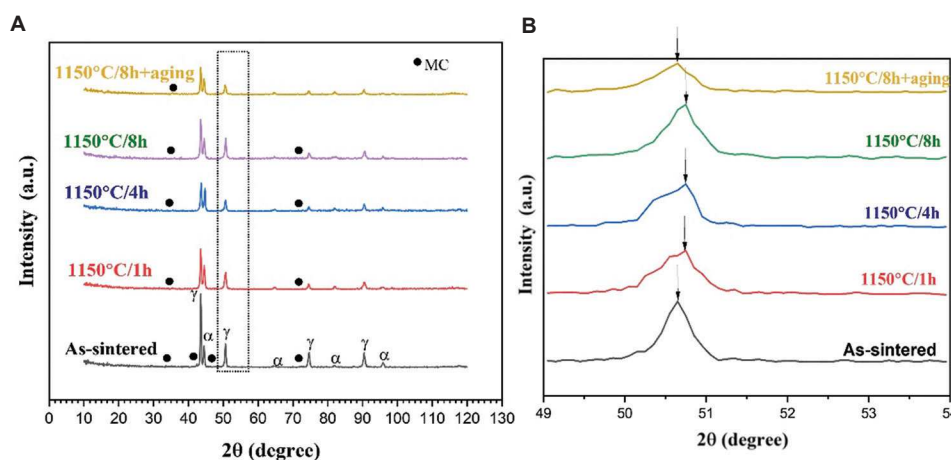 A
MC
1150°C/8h+aging
1150°C/8h
1150°C/4h
1150°C/1h
γ
α
γ
As-sintered
α
γ
α
γ
α
0 10 20 30 40 50 60 70 80 90 100 110 120 130
2θ (degree)
Intensity (a.u.)
B
1150°C/8h+aging
1150°C/8h
1150°C/4h
1150°C/1h
As-sintered
49 50 51 52 53 54
2θ (degree)
Intensity (a.u.)